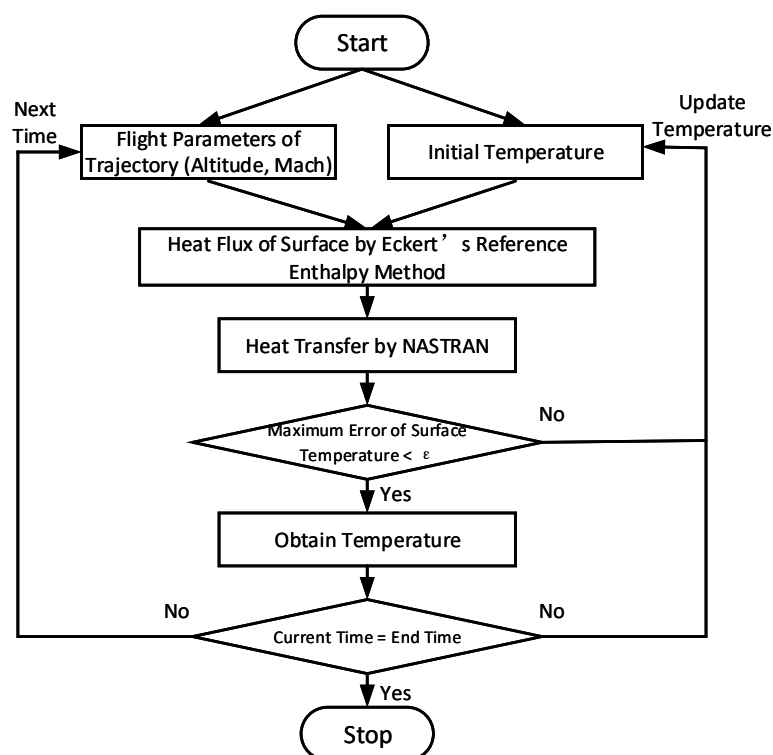 Start
Next
Time
Update
Temperature
Flight Parameters of
Trajectory (Altitude, Mach)
Initial Temperature
Heat Flux of Surface by Eckert’s Reference
Enthalpy Method
Heat Transfer by NASTRAN
No
Maximum Error of Surface
Temperature < ε
Yes
Obtain Temperature
No
No
Current Time = End Time
Yes
Stop